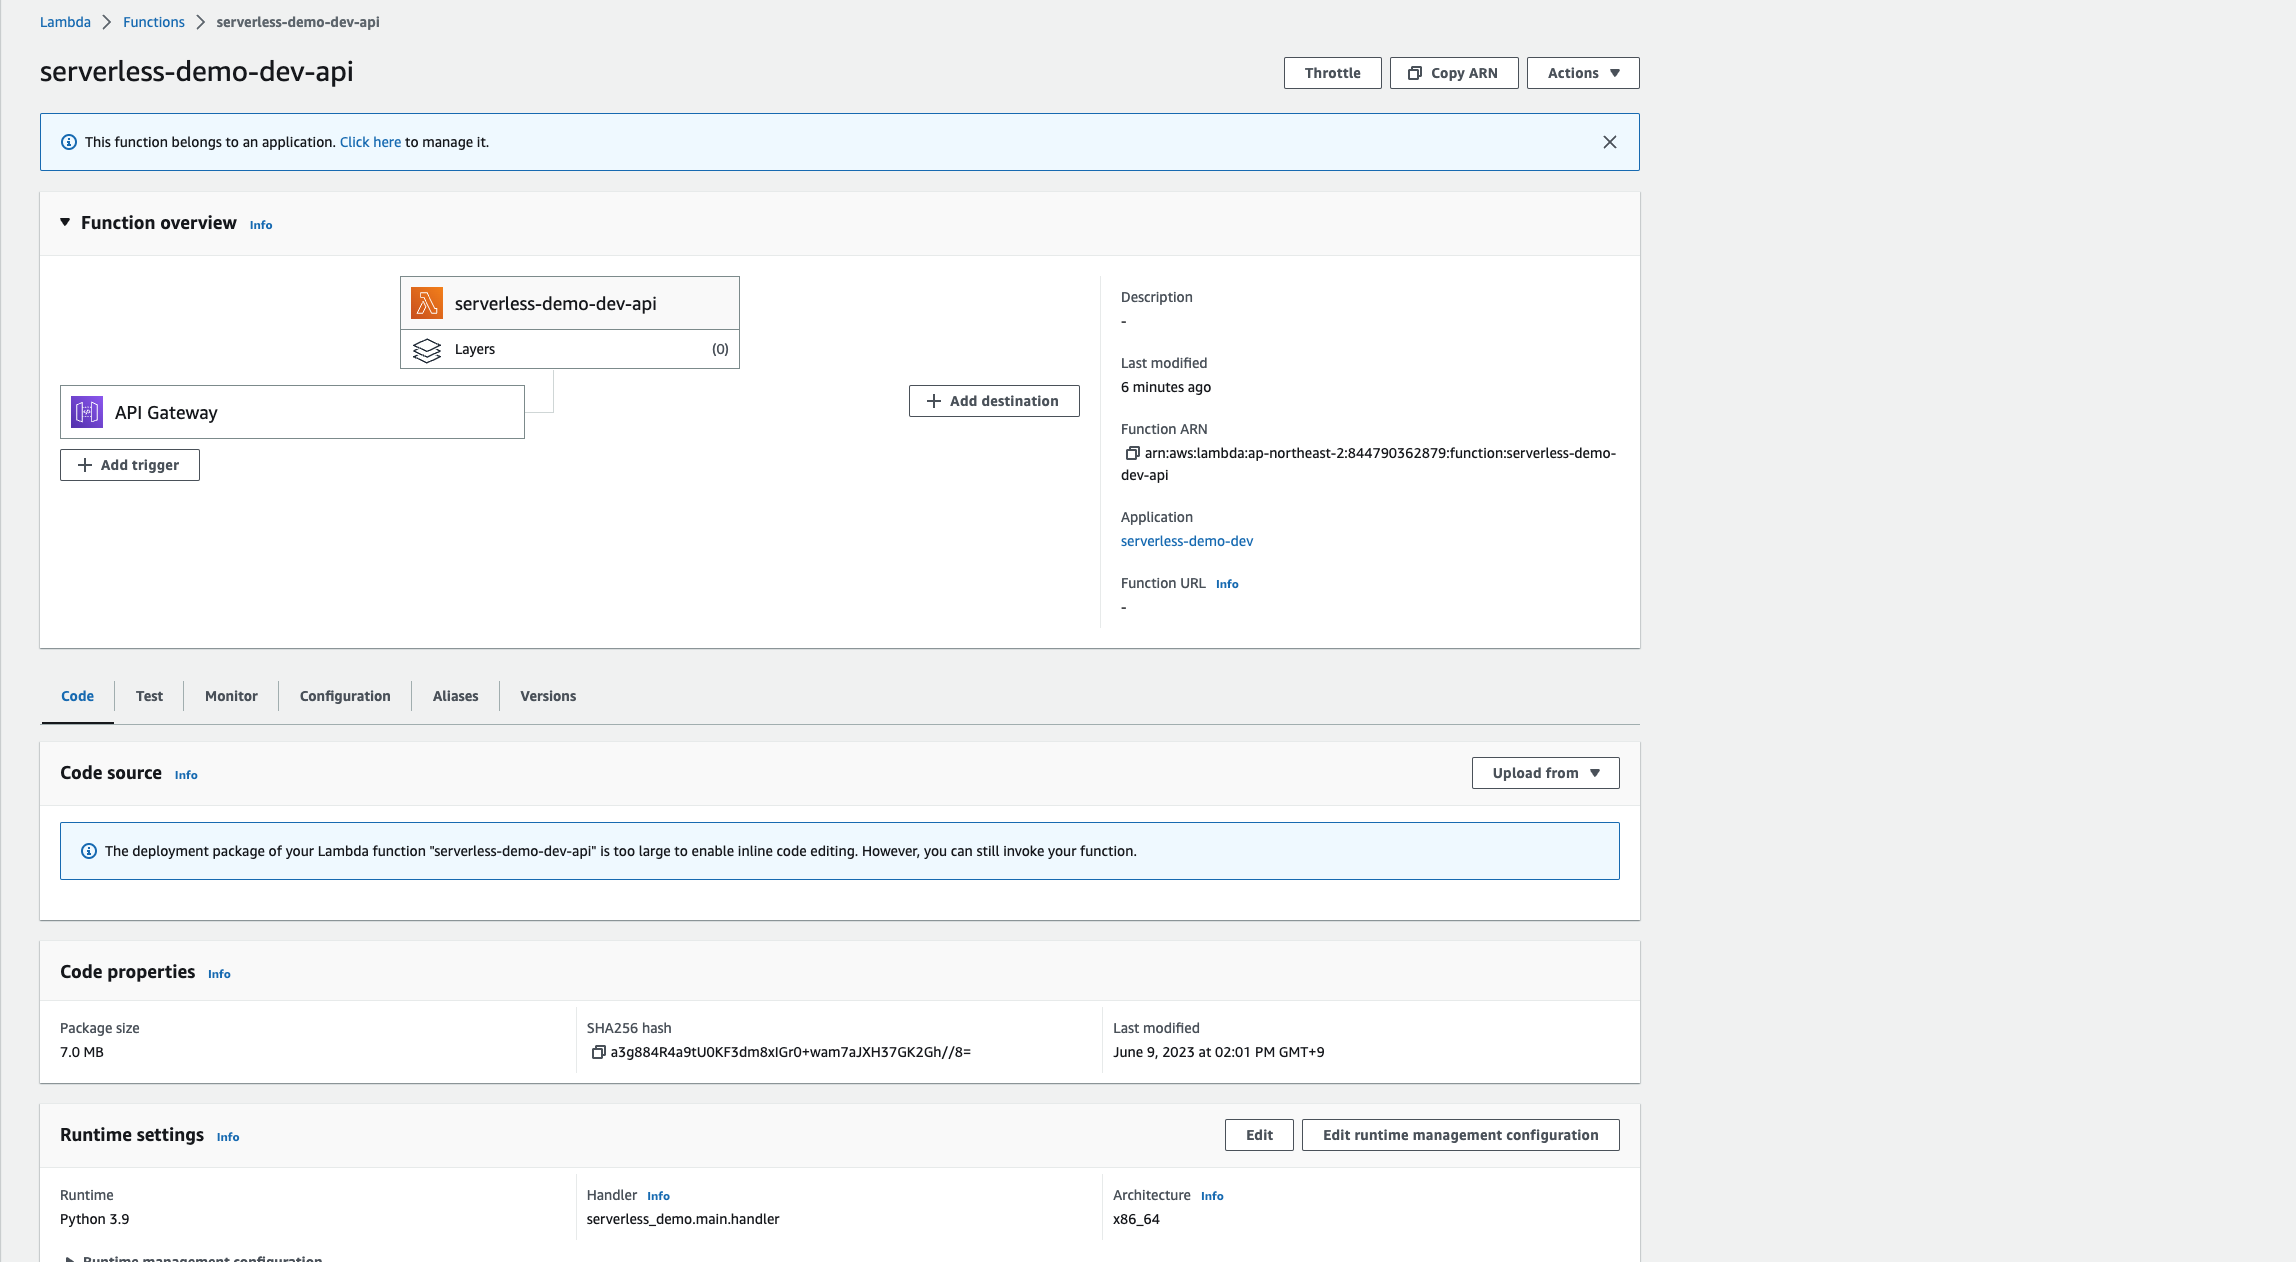 Lambda > Functions > serverless-demo-dev-api
serverless-demo-dev-api
Throttle
Copy ARN
Actions
This function belongs to an application. Click here to manage it.
Function overview Info
serverless-demo-dev-api
Layers (0)
API Gateway
Add trigger
Add destination
Description
-
Last modified
6 minutes ago
Function ARN
arn:aws:lambda:ap-northeast-2:844790362879:function:serverless-demo-
dev-api
Application
serverless-demo-dev
Function URL Info
-
Code
Test
Monitor
Configuration
Aliases
Versions
Code source Info
Upload from
The deployment package of your Lambda function "serverless-demo-dev-api" is too large to enable inline code editing. However, you can still invoke your function.
Code properties Info
Package size
7.0 MB
SHA256 hash
a3g884R4a9tU0KF3dm8xIGr0+wam7aJXH37GK2Gh//8=
Last modified
June 9, 2023 at 02:01 PM GMT+9
Runtime settings Info
Edit
Edit runtime management configuration
Runtime
Python 3.9
Handler Info
serverless_demo.main.handler
Architecture Info
x86_64
Runtime management configuration